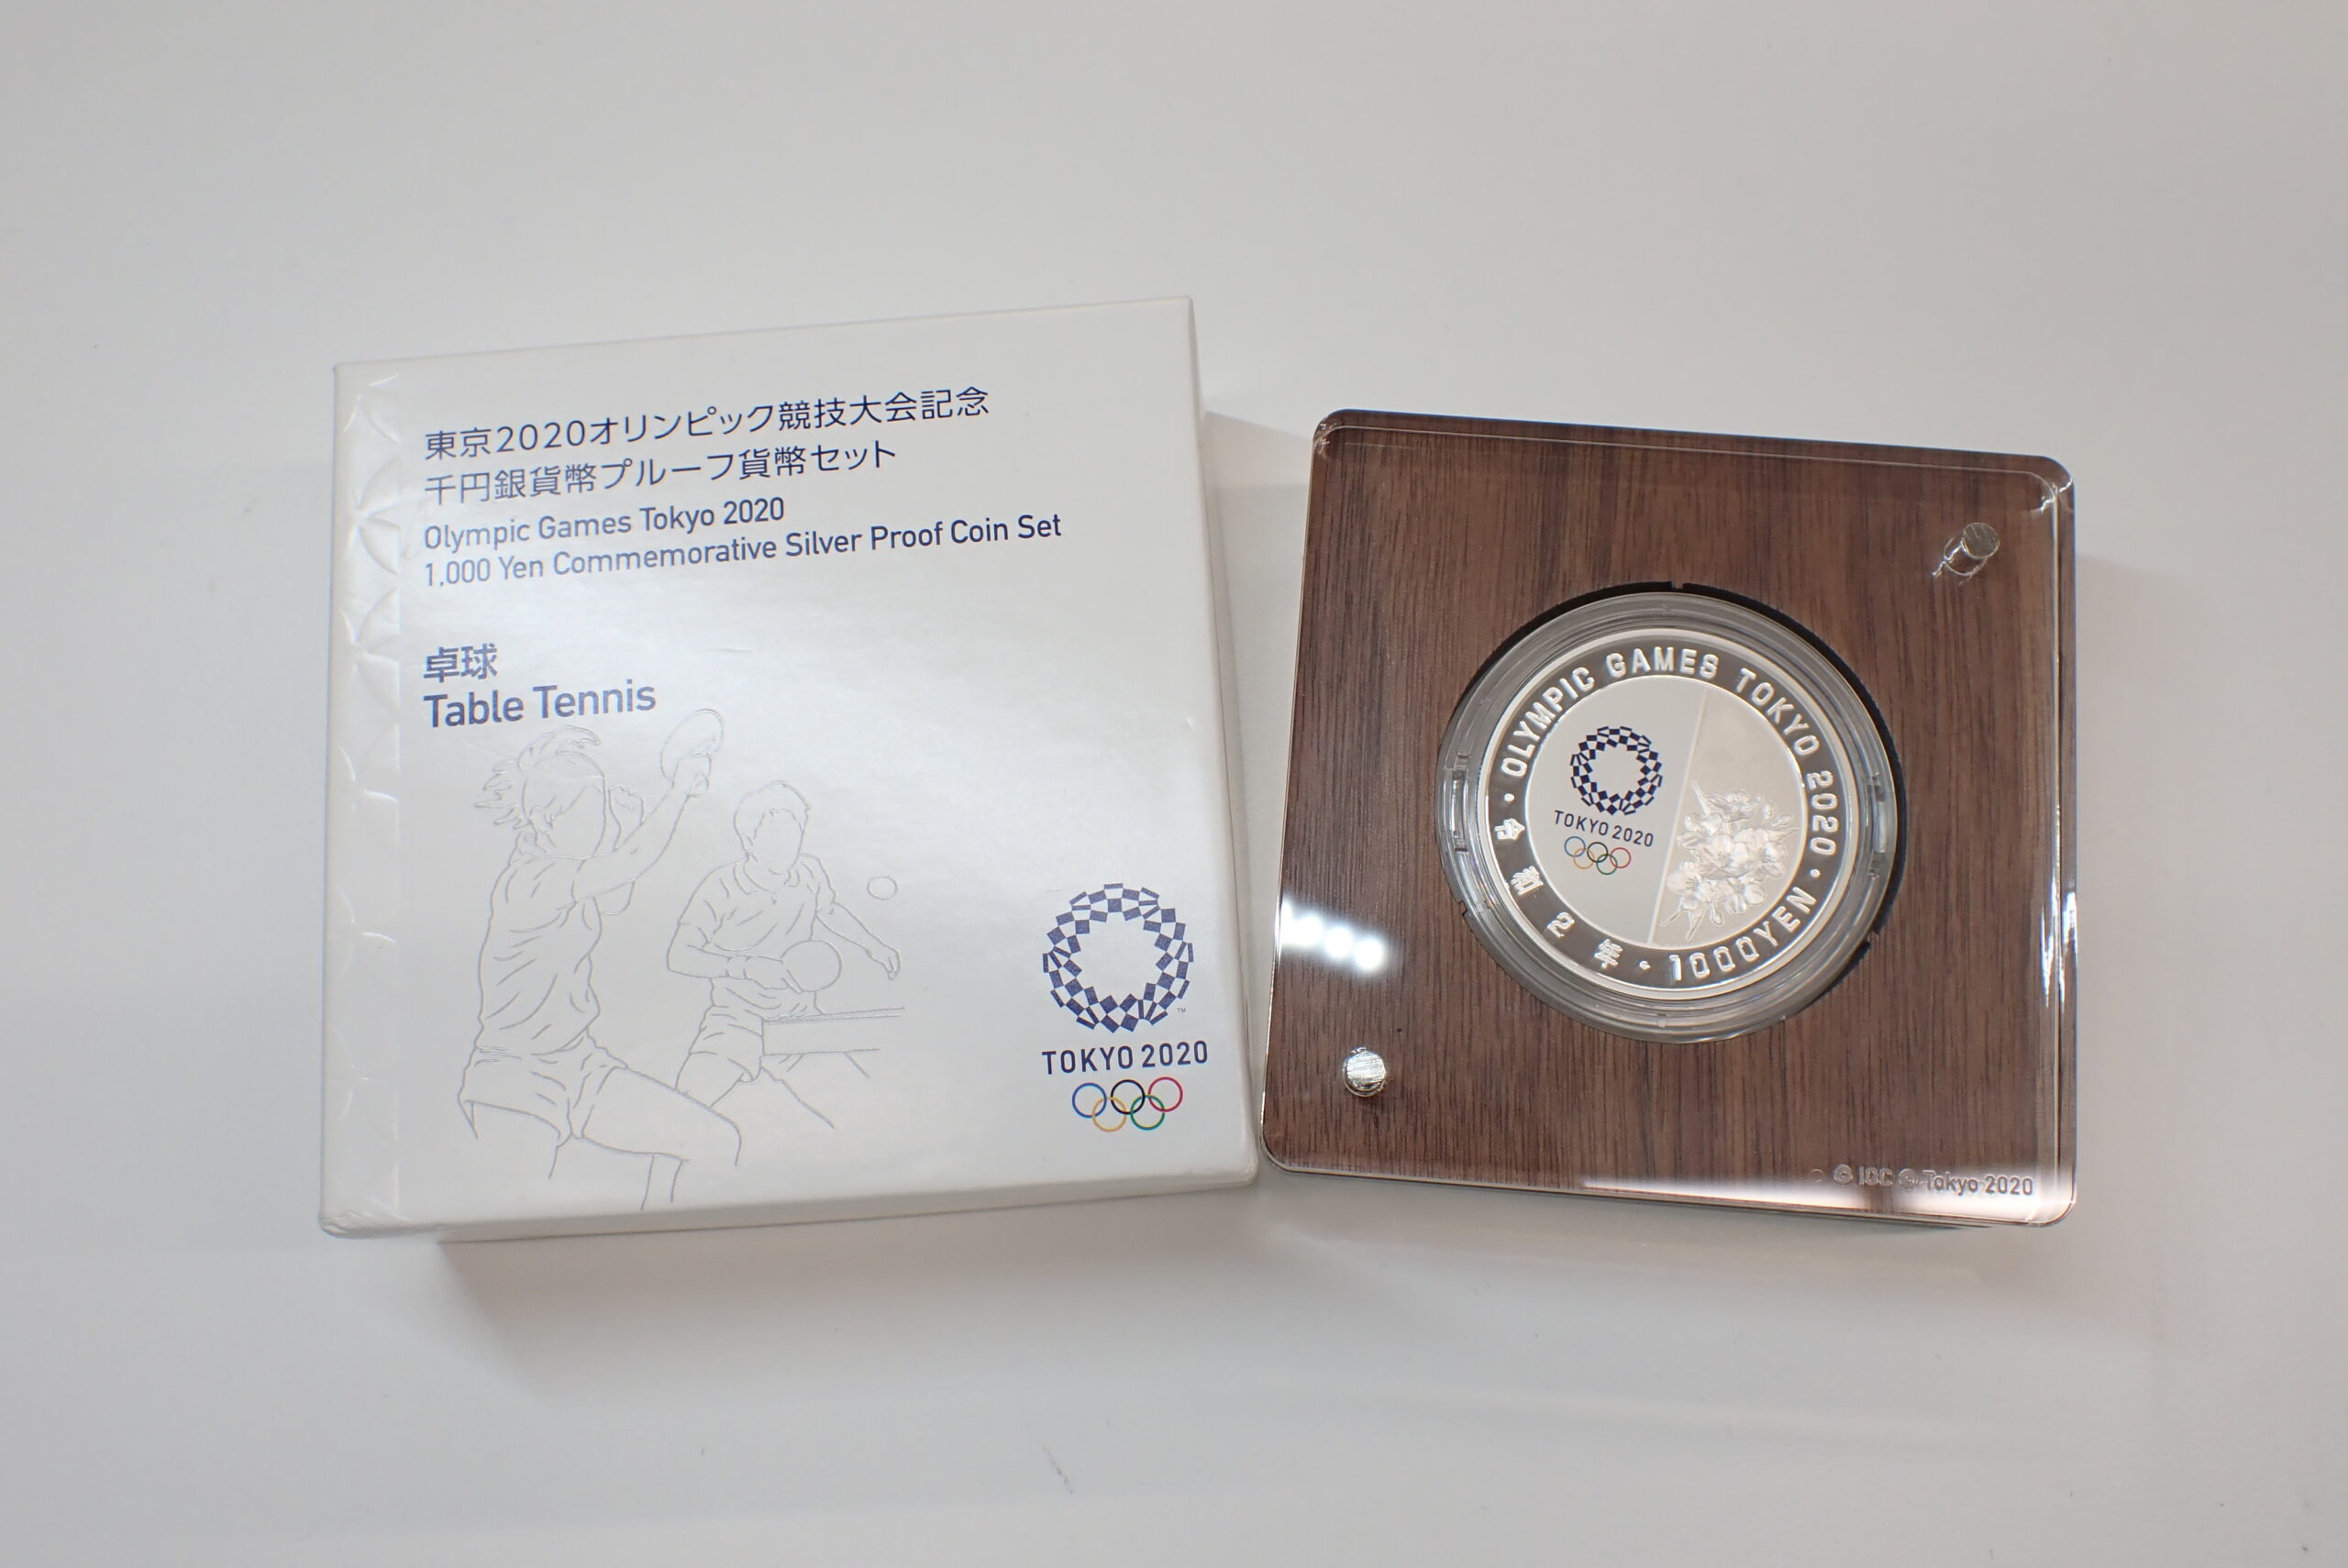 東京2020オリンピック競技大会記念
千円銀貨幣プルーフ貨幣セット
Olympic Games Tokyo 2020
1,000 Yen Commemorative Silver Proof Coin Set
卓球
Table Tennis
TM
TOKYO 2020
・OLYMPIC GAMES TOKYO 2020・
令和2年・1000YEN
TOKYO 2020
© IOC © Tokyo 2020